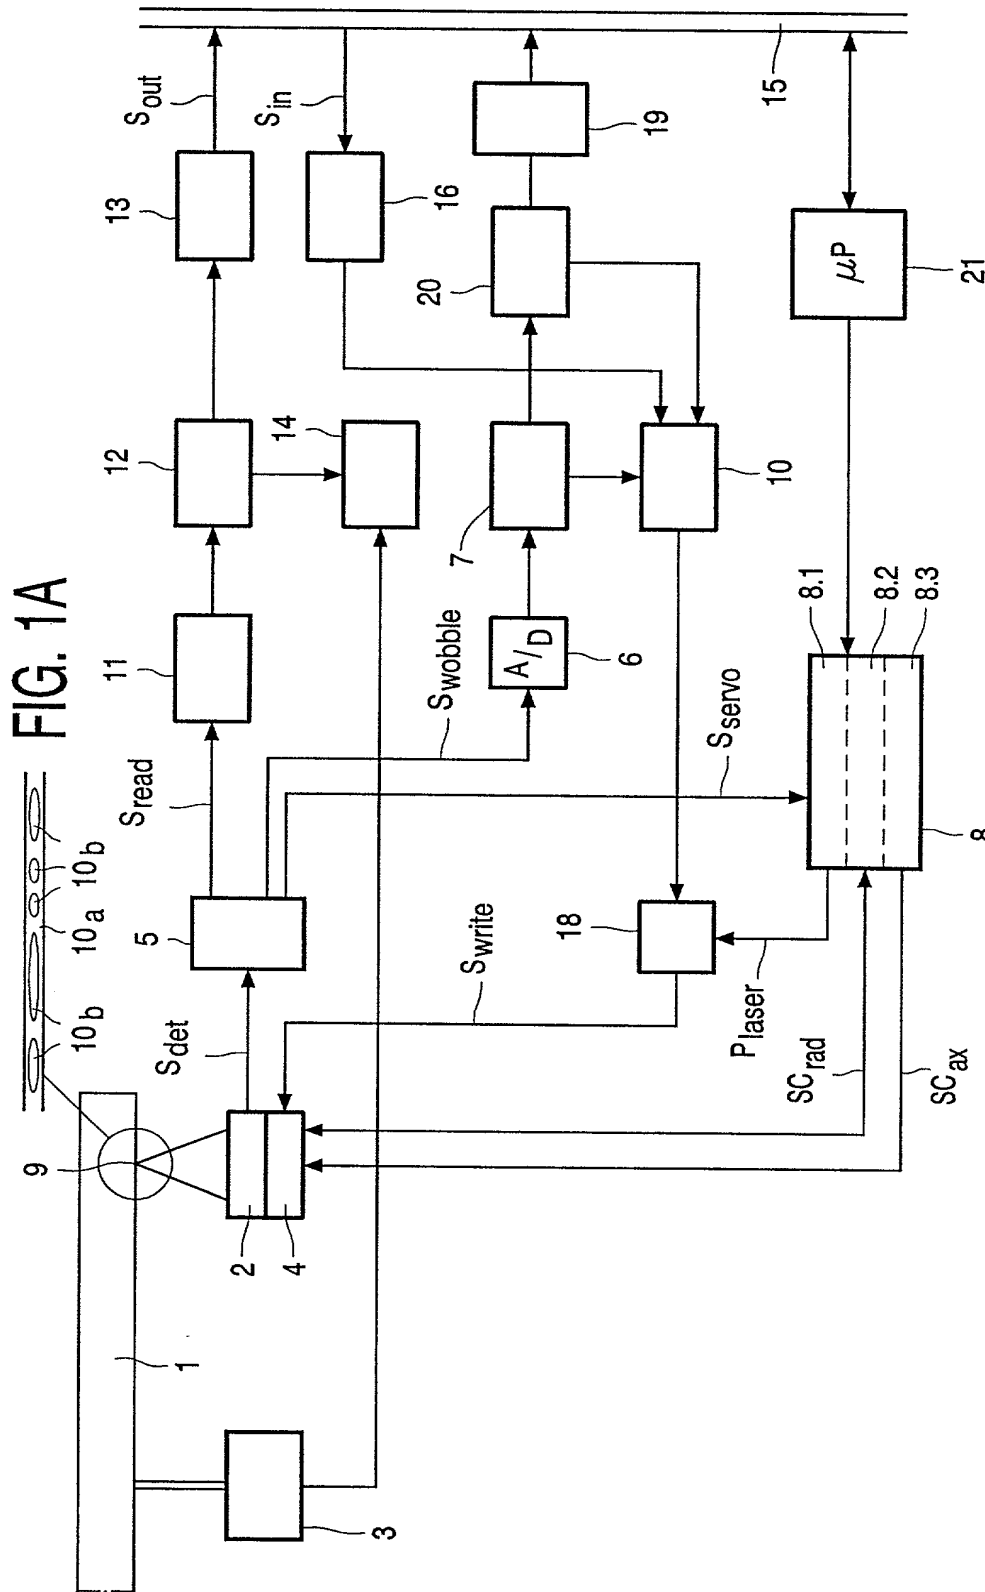 FIG. 1A
10b
10a
10b
9
1
2
4
3
Sdet
5
Sread
11
12
13
Sout
14
Sin
16
Swobble
A/D
6
7
20
19
15
10
18
Swrite
Plaser
Sservo
SCrad
SCax
8
8.1
8.2
8.3
μP
21